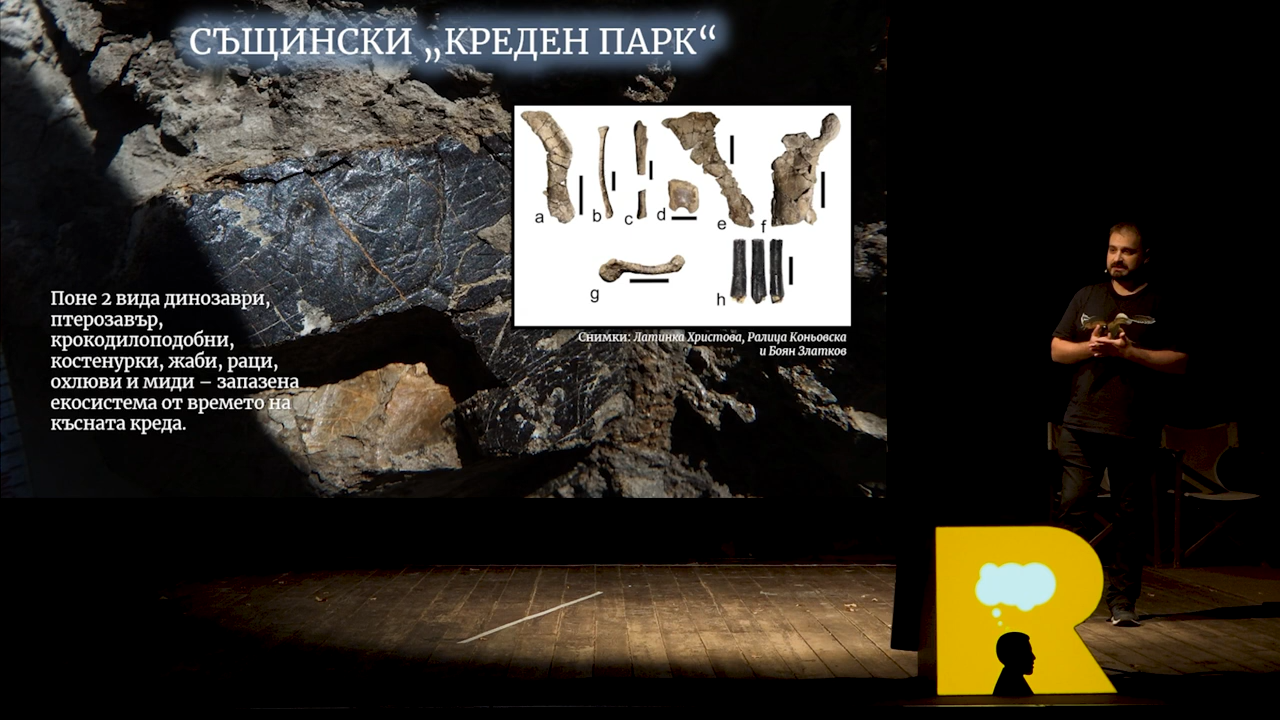 СЪЩИНСКИ „КРЕДЕН ПАРК“
a
b
c
d
e
f
g
h
Снимки: Латинка Христова, Ралица Коньовска
и Боян Златков
Поне 2 вида динозаври,
птерозавър,
крокодилоподобни,
костенурки, жаби, раци,
охлюви и миди – запазена
екосистема от времето на
късната креда.
R